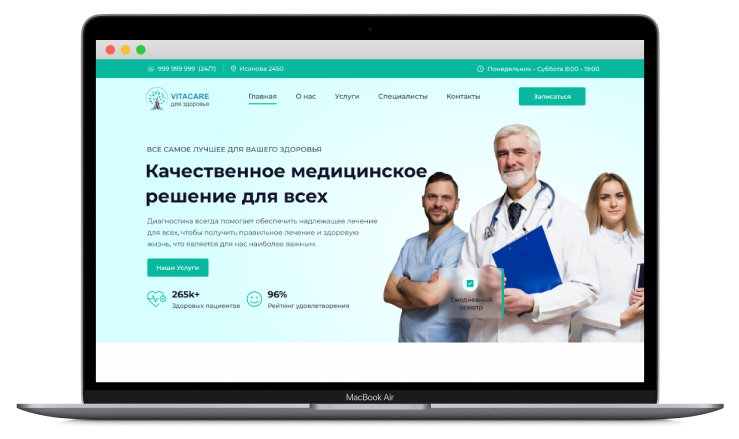 999 999 999 (24/7)
Исанова 2450
Понедельник - Суббота 8:00 - 19:00
VITACARE
для здоровья
Главная
О нас
Услуги
Специалисты
Контакты
Записаться
ВСЕ САМОЕ ЛУЧШЕЕ ДЛЯ ВАШЕГО ЗДОРОВЬЯ
Качественное медицинское
решение для всех
Диагностика всегда помогает обеспечить надлежащее лечение
для всех, чтобы получить правильное лечение и здоровую
жизнь, что является для нас наиболее важным.
Наши Услуги
265k+
Здоровых пациентов
96%
Рейтинг удовлетворения
Ежедневный
осмотр
MacBook Air